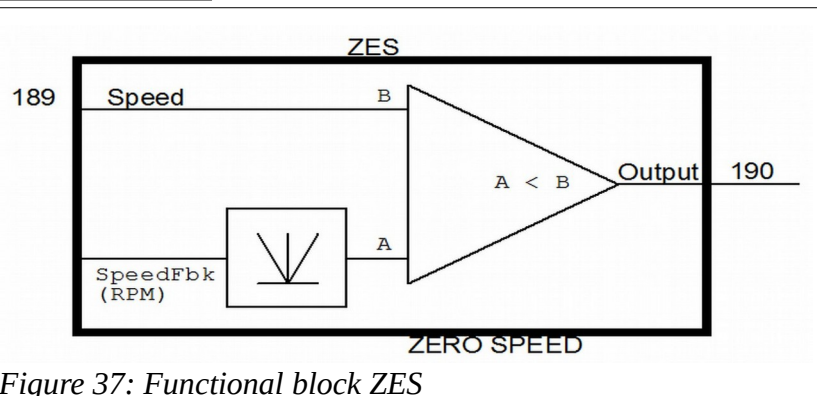 ZES
189 Speed B
A < B Output 190
A
SpeedFbk
(RPM)
ZERO SPEED
Figure 37: Functional block ZES